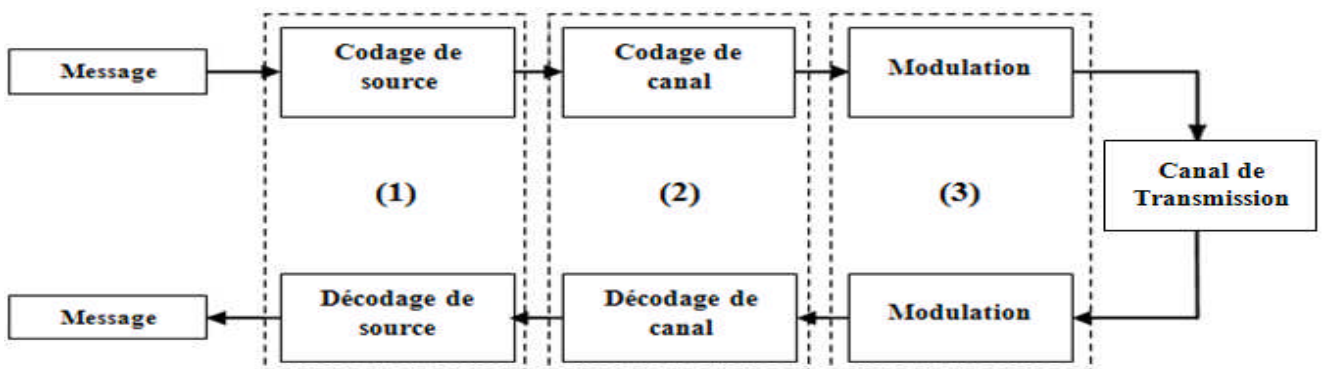 Message
Codage de
source
Codage de
canal
Modulation
Canal de
Transmission
(1)
(2)
(3)
Message
Décodage de
source
Décodage de
canal
Modulation